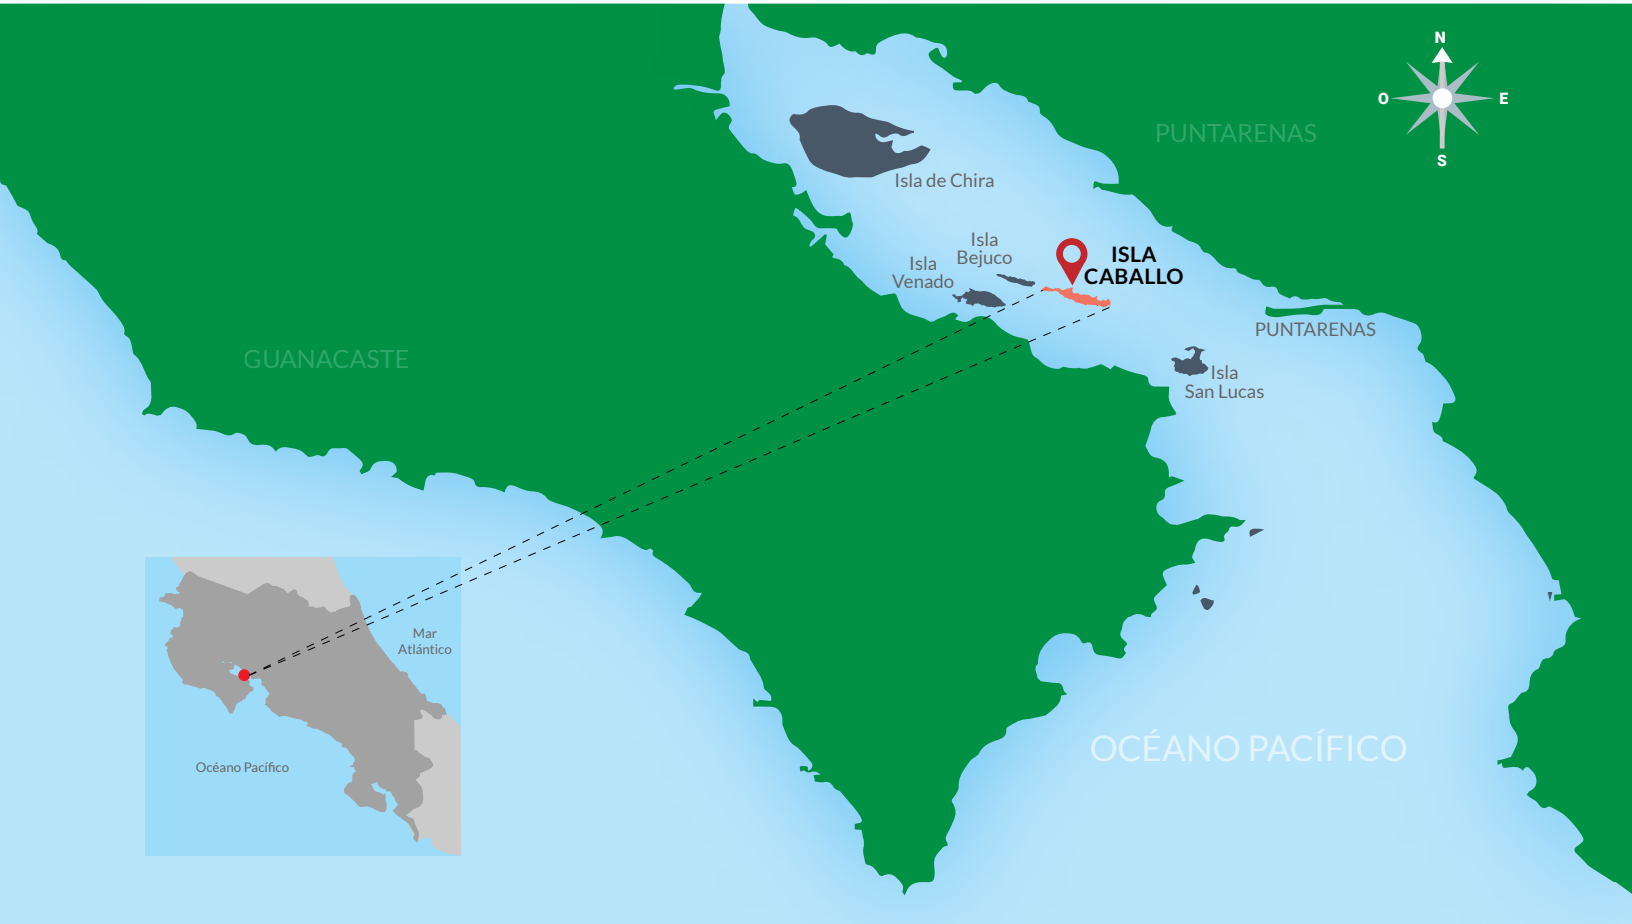 N
O
E
S
PUNTARENAS
Isla de Chira
Isla
Bejuco
Isla
Venado
ISLA
CABALLO
PUNTARENAS
GUANACASTE
Isla
San Lucas
Mar
Atlántico
Océano Pacífico
OCÉANO PACÍFICO